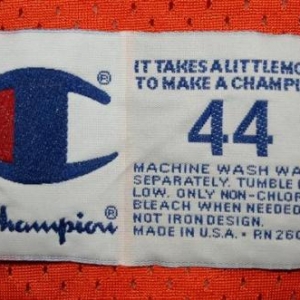 IT TAKES A LITTLE MO
TO MAKE A CHAMPI
®
44
MACHINE WASH WA
SEPARATELY. TUMBLE
LOW. ONLY NON-CHLOR
BLEACH WHEN NEEDED
NOT IRON DESIGN.
MADE IN U.S.A. • RN 260
Champion
®